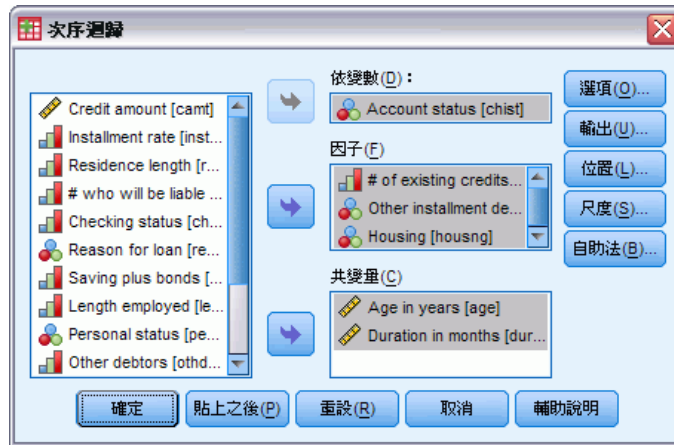 次序迴歸
Credit amount [camt]
Installment rate [inst...
Residence length [r...
# who will be liable ...
Checking status [ch...
Reason for loan [re...
Saving plus bonds [...
Length employed [le...
Personal status [pe...
Other debtors [othd...
依變數(D)：
Account status [chist]
因子(F)
# of existing credits...
Other installment de...
Housing [housng]
共變量(C)
Age in years [age]
Duration in months [dur...
選項(O)...
輸出(U)...
位置(L)...
尺度(S)...
自助法(B)...
確定
貼上之後(P)
重設(R)
取消
輔助說明